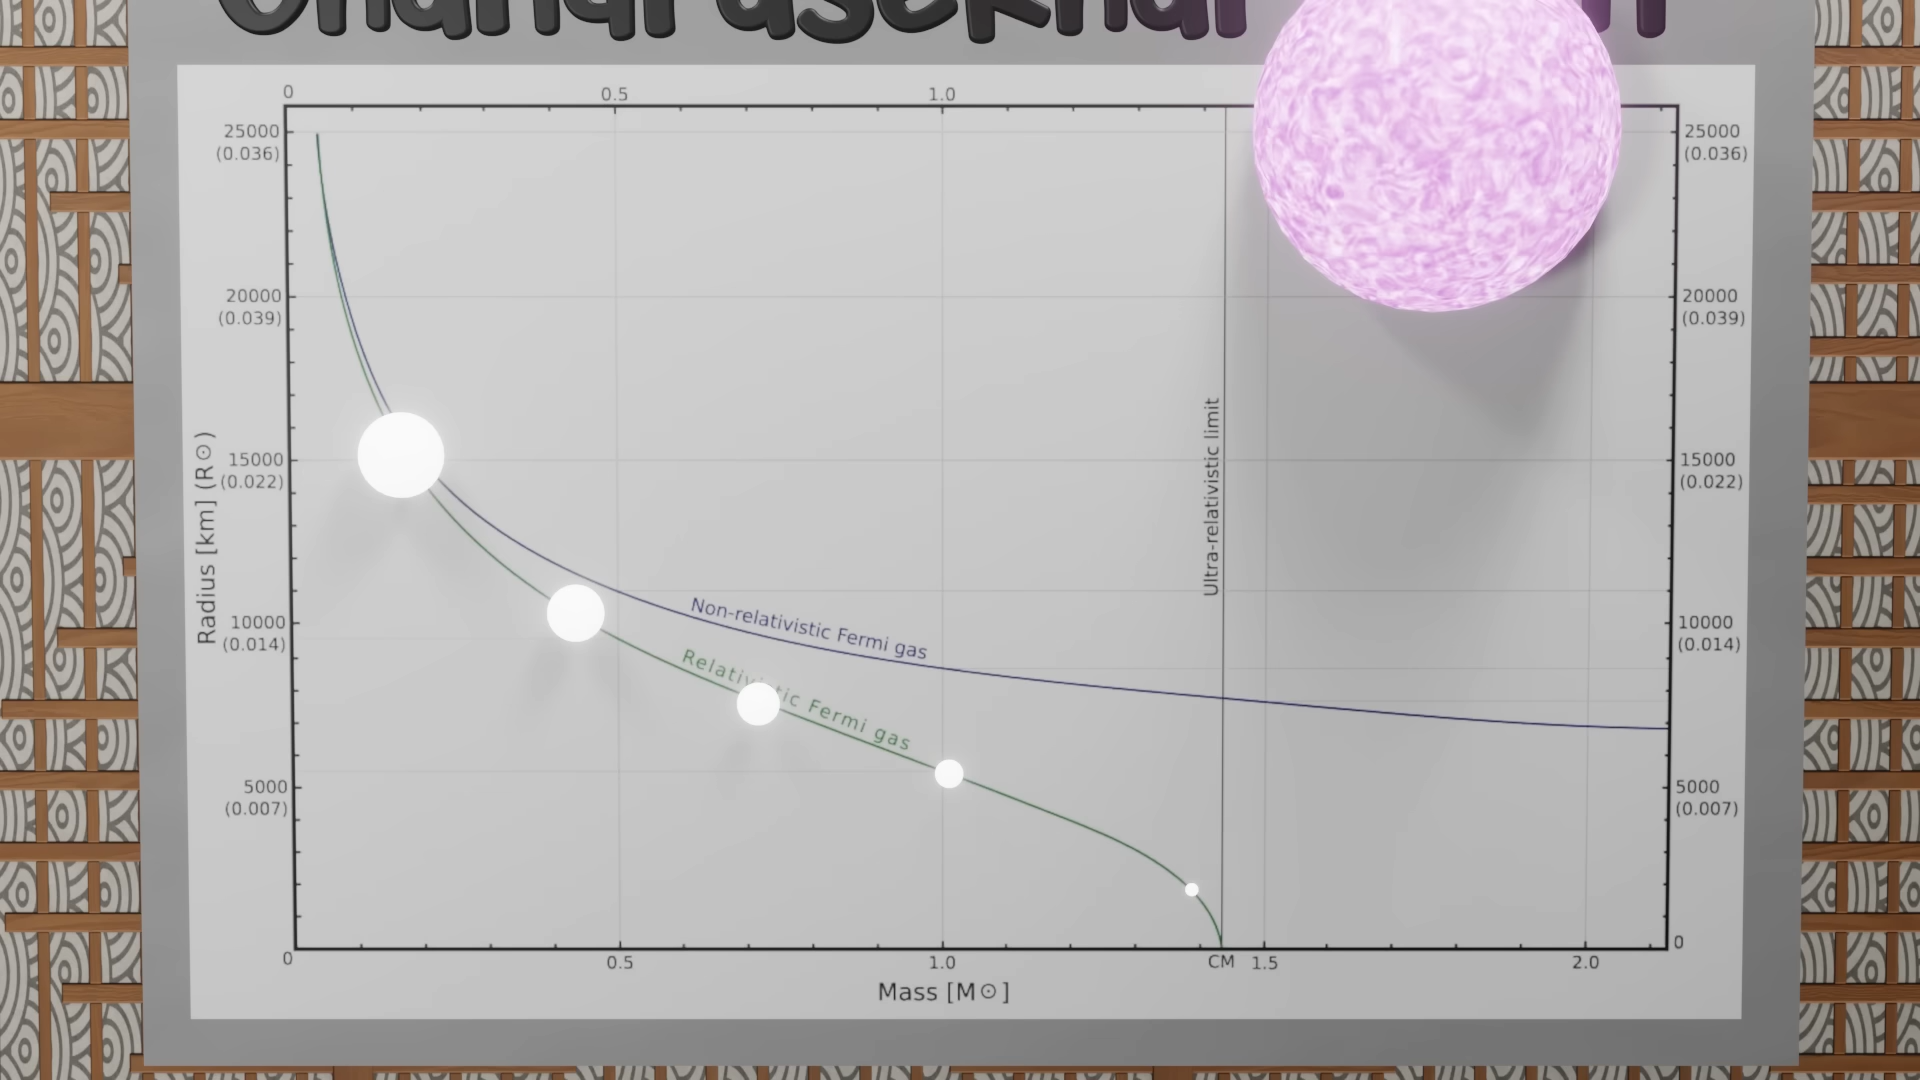 Chandrasekhar
0 0.5 1.0
25000
(0.036)
20000
(0.039)
15000
(0.022)
10000
(0.014)
5000
(0.007)
Radius [km] (R☉)
Non-relativistic Fermi gas
Relativistic Fermi gas
Ultra-relativistic limit
25000
(0.036)
20000
(0.039)
15000
(0.022)
10000
(0.014)
5000
(0.007)
0
0 0.5 1.0 CM 1.5 2.0
Mass [M☉]